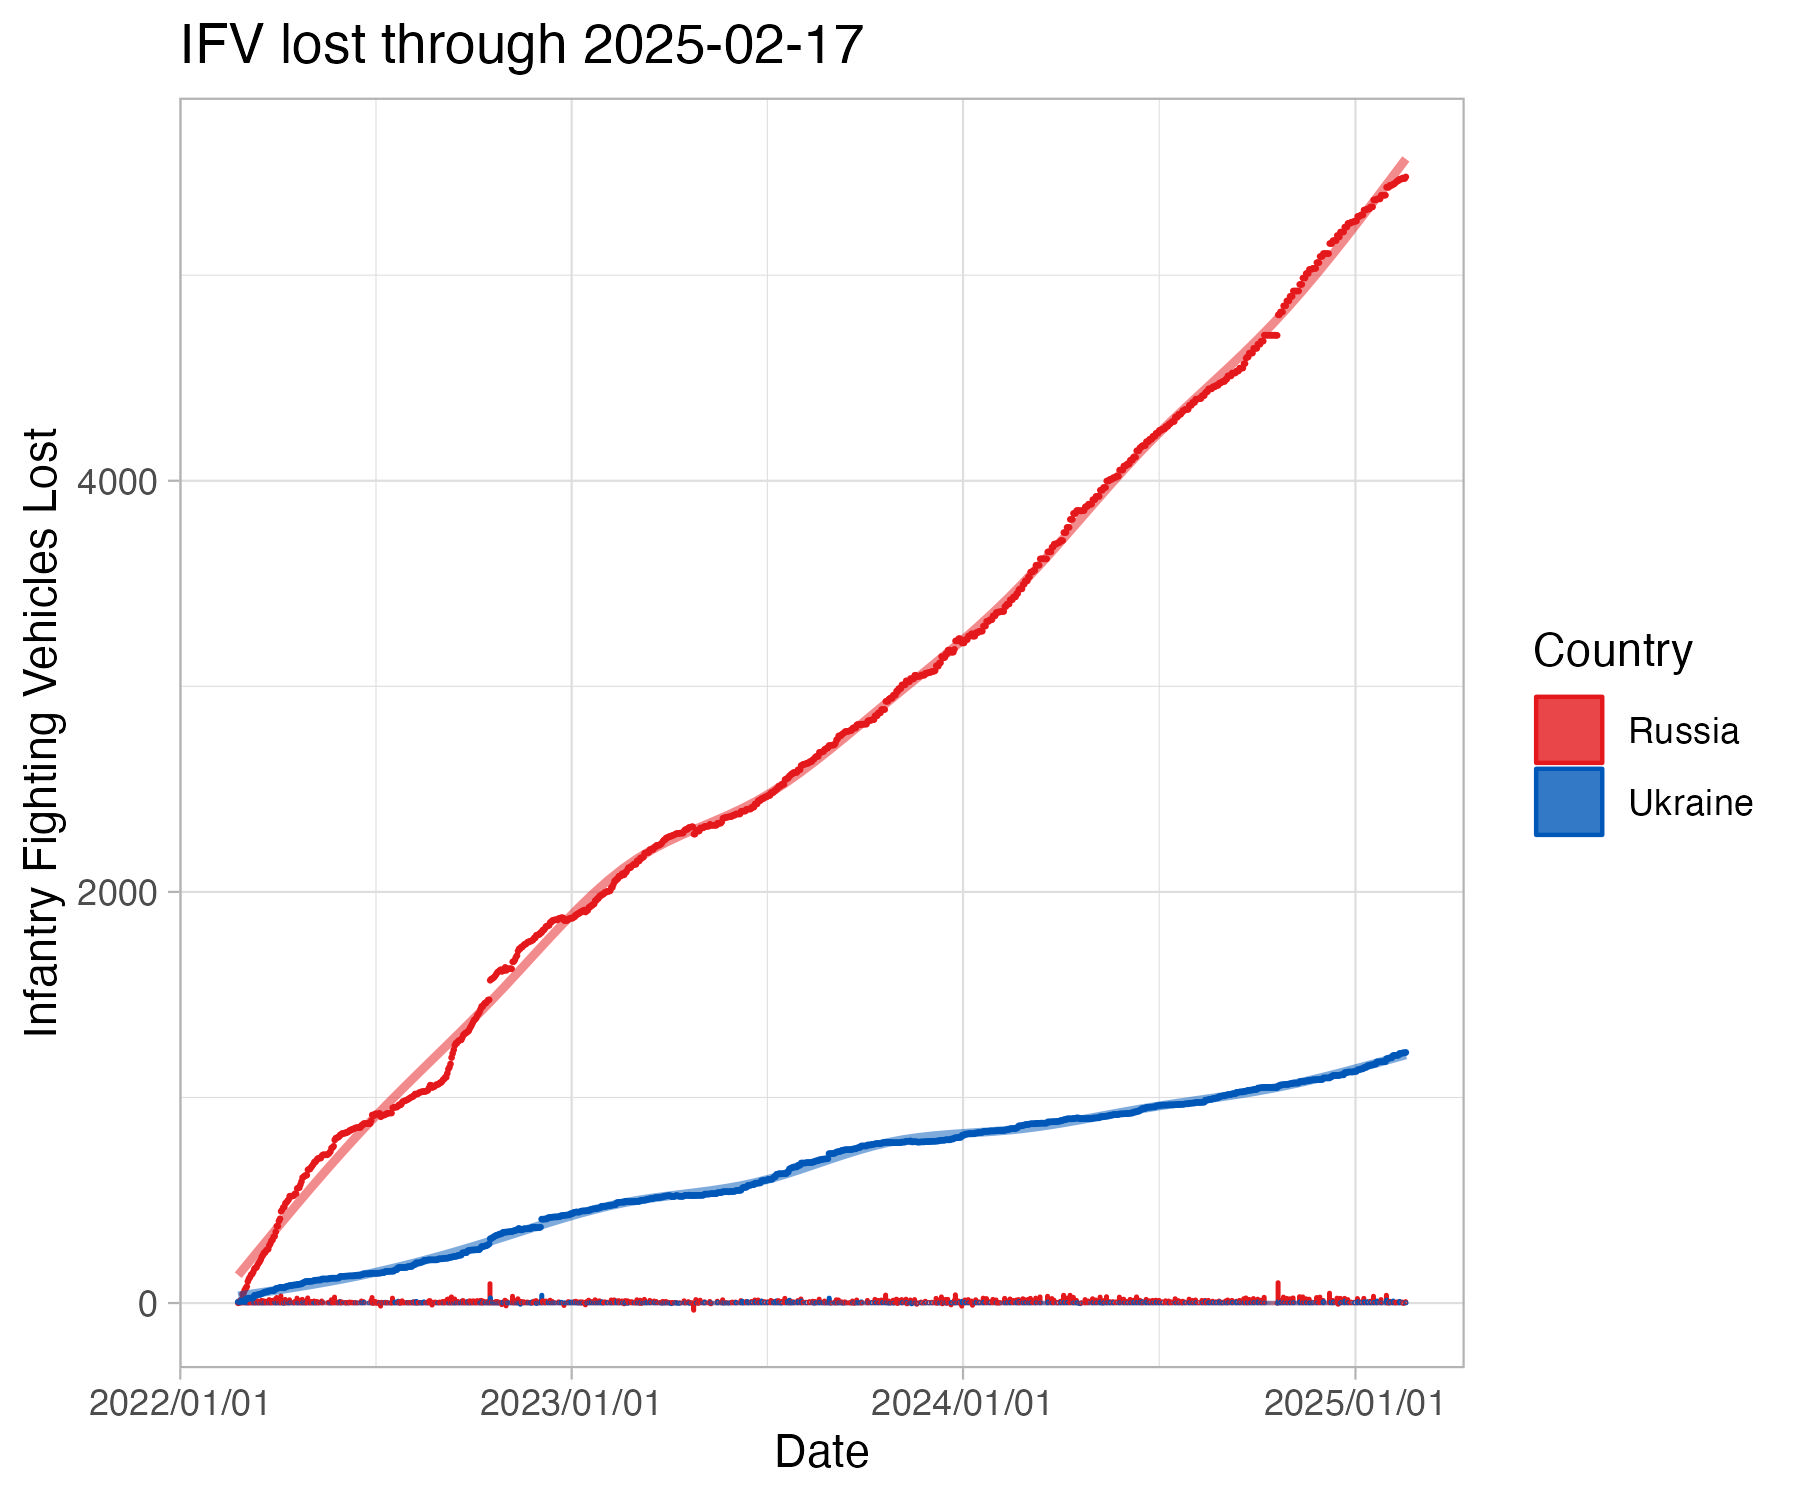 IFV lost through 2025-02-17
Infantry Fighting Vehicles Lost
4000
2000
0
2022/01/01
2023/01/01
2024/01/01
2025/01/01
Date
Country
Russia
Ukraine